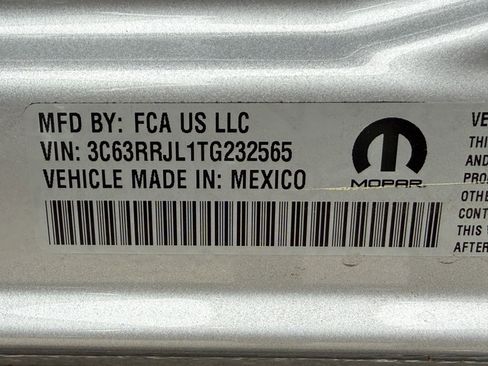 MFD BY: FCA US LLC
VIN: 3C63RRJL1TG232565
VEHICLE MADE IN: MEXICO
MOPAR
VE
THIS
AND
PRO
OTHE
CONT
THIS V
AFTER